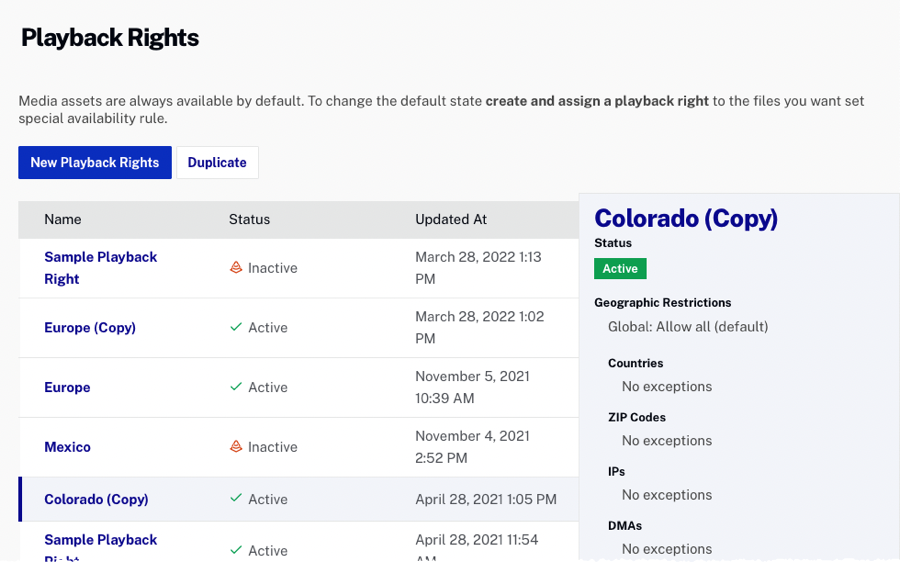 Playback Rights
Media assets are always available by default. To change the default state create and assign a playback right to the files you want set
special availability rule.
New Playback Rights
Duplicate
Name
Status
Updated At
Sample Playback
Right
Inactive
March 28, 2022 1:13
PM
Europe (Copy)
Active
March 28, 2022 1:02
PM
Europe
Active
November 5, 2021
10:39 AM
Mexico
Inactive
November 4, 2021
2:52 PM
Colorado (Copy)
Active
April 28, 2021 1:05 PM
Sample Playback
Right
Active
April 28, 2021 11:54
AM
Colorado (Copy)
Status
Active
Geographic Restrictions
Global: Allow all (default)
Countries
No exceptions
ZIP Codes
No exceptions
IPs
No exceptions
DMAs
No exceptions